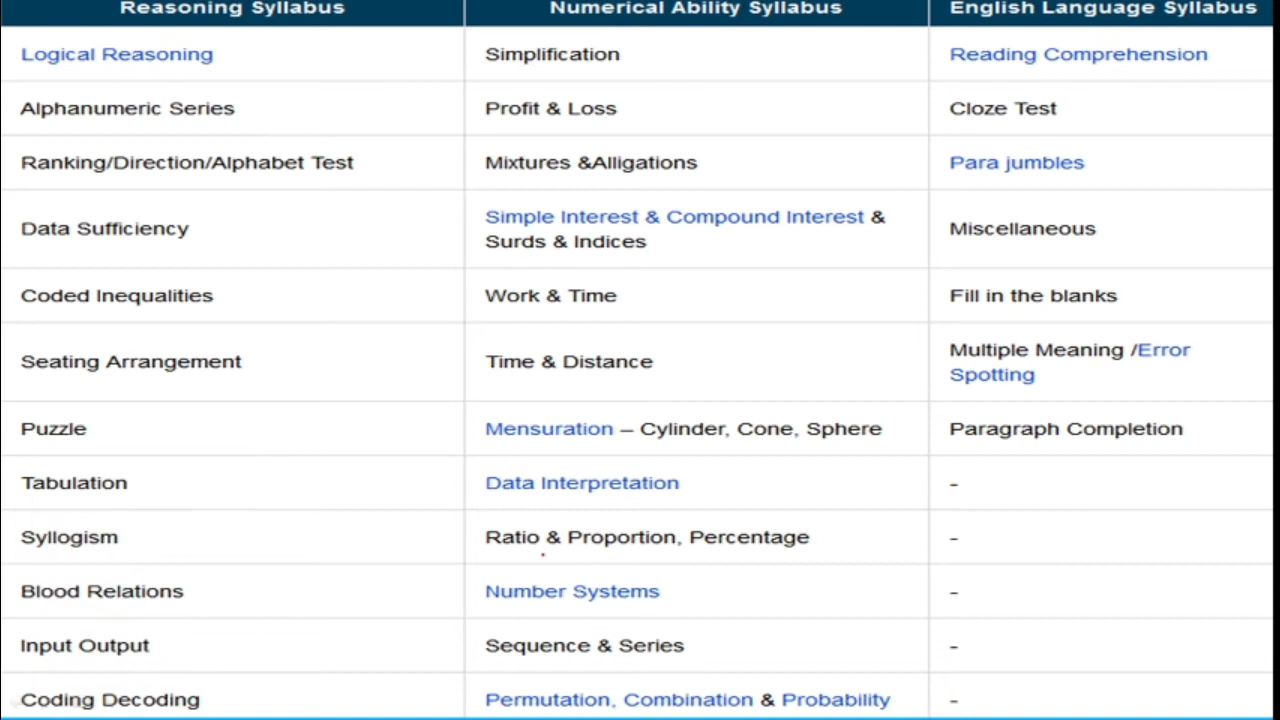 Reasoning Syllabus Numerical Ability Syllabus English Language Syllabus
Logical Reasoning Simplification Reading Comprehension
Alphanumeric Series Profit & Loss Cloze Test
Ranking/Direction/Alphabet Test Mixtures &Alligations Para jumbles
Data Sufficiency Simple Interest & Compound Interest & Miscellaneous
Surds & Indices
Coded Inequalities Work & Time Fill in the blanks
Seating Arrangement Time & Distance Multiple Meaning /Error
Spotting
Puzzle Mensuration – Cylinder, Cone, Sphere Paragraph Completion
Tabulation Data Interpretation -
Syllogism Ratio & Proportion, Percentage -
Blood Relations Number Systems -
Input Output Sequence & Series -
Coding Decoding Permutation, Combination & Probability -